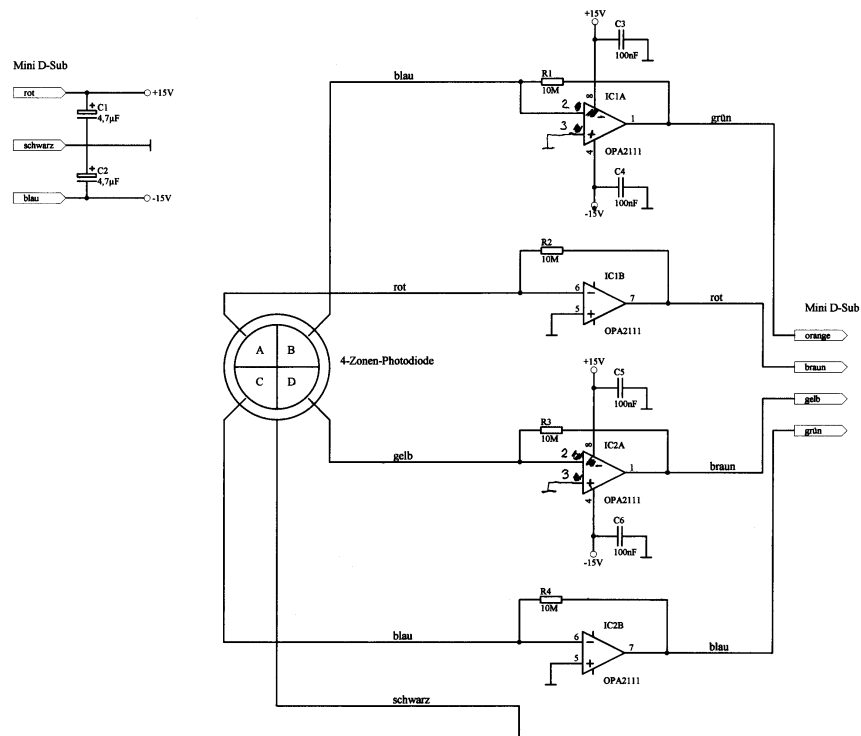 Mini D-Sub
rot
+15V
C1
4,7µF
schwarz
C2
4,7µF
blau
-15V
+15V
C3
100nF
blau
R1
10M
IC1A
2
8
3
1
grün
4
OPA2111
C4
100nF
-15V
R2
10M
IC1B
rot
6
7
rot
5
OPA2111
Mini D-Sub
orange
braun
gelb
grün
A
B
C
D
4-Zonen-Photodiode
+15V
C5
100nF
R3
10M
IC2A
gelb
2
8
3
1
braun
4
OPA2111
C6
100nF
-15V
R4
10M
IC2B
blau
6
7
blau
5
OPA2111
schwarz